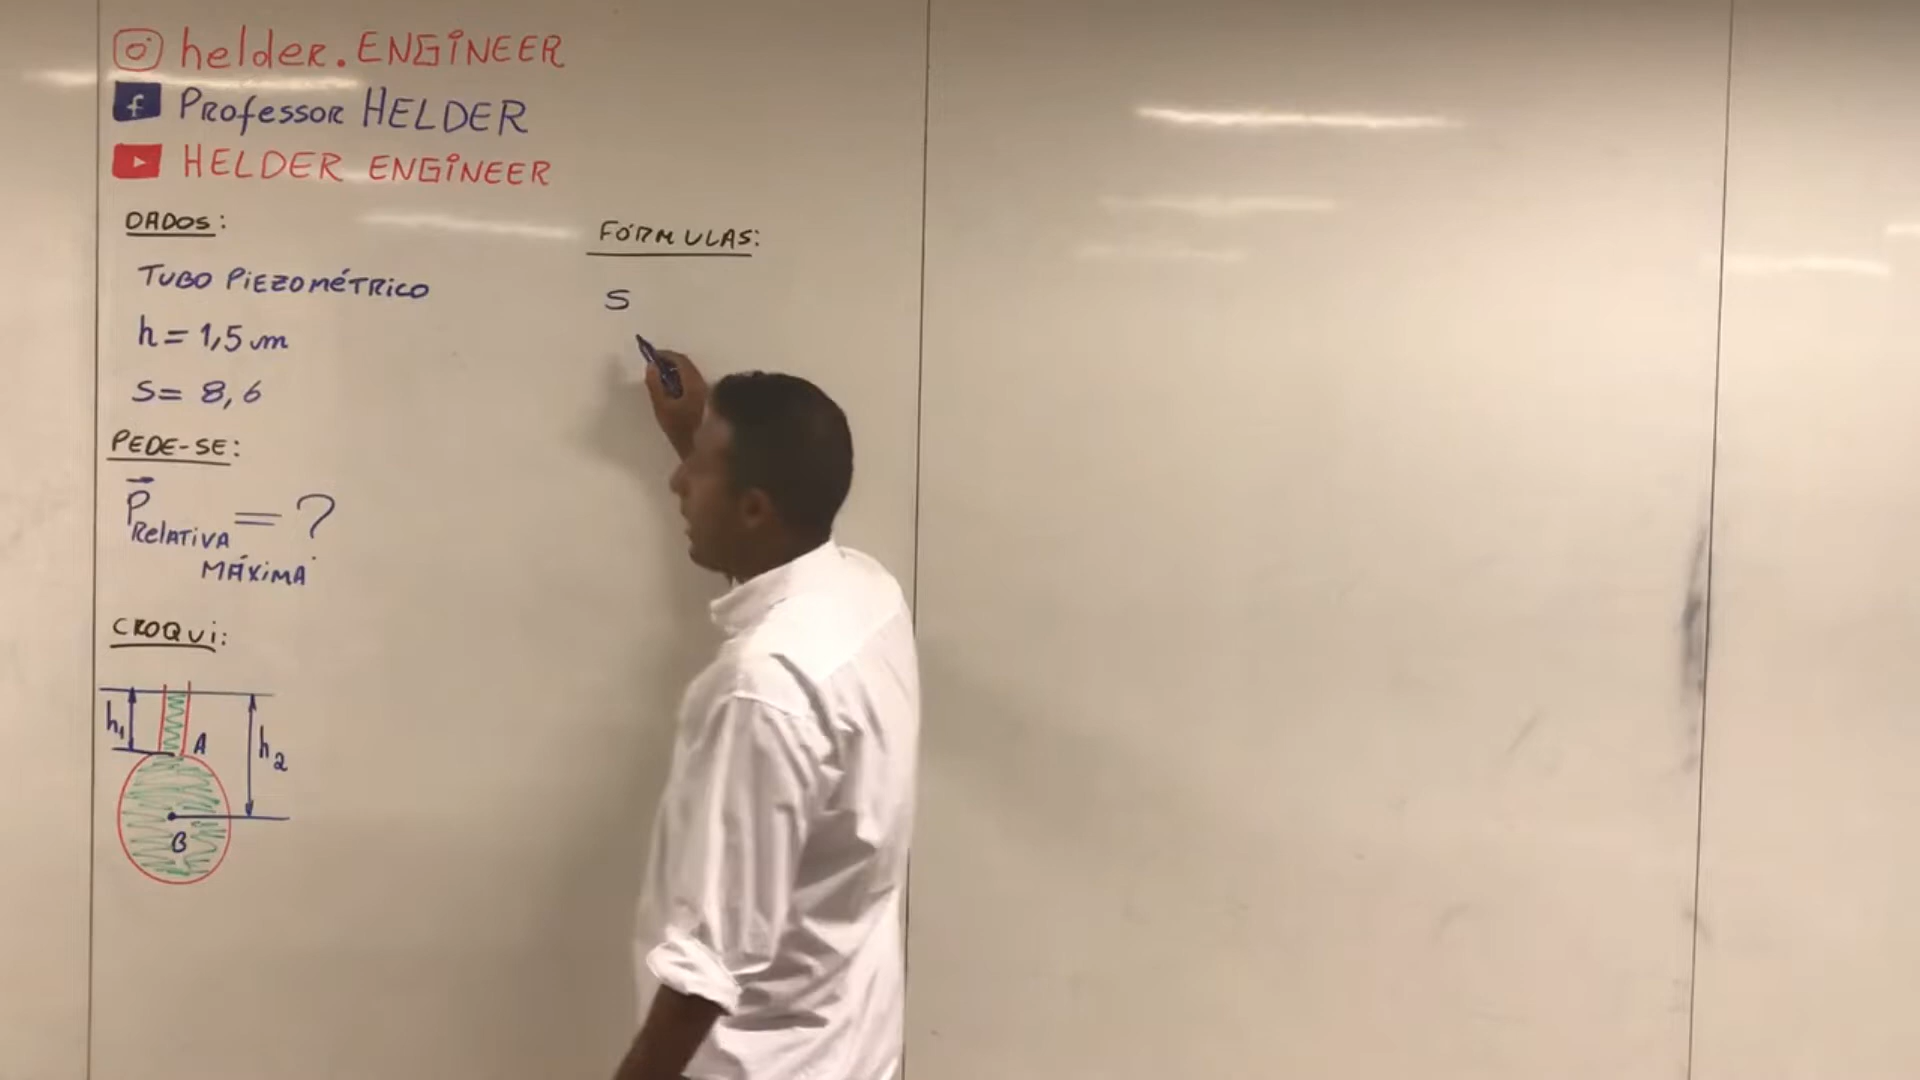 helder.ENGINEER
f Professor HELDER
HELDER ENGINEER
DADOS:
TUBO PIEZOMÉTRICO
h = 1,5 m
S = 8,6
PEDE-SE:
P RELATIVA MÁXIMA = ?
CROQUI:
h1
A
h2
B
FÓRMULAS:
S